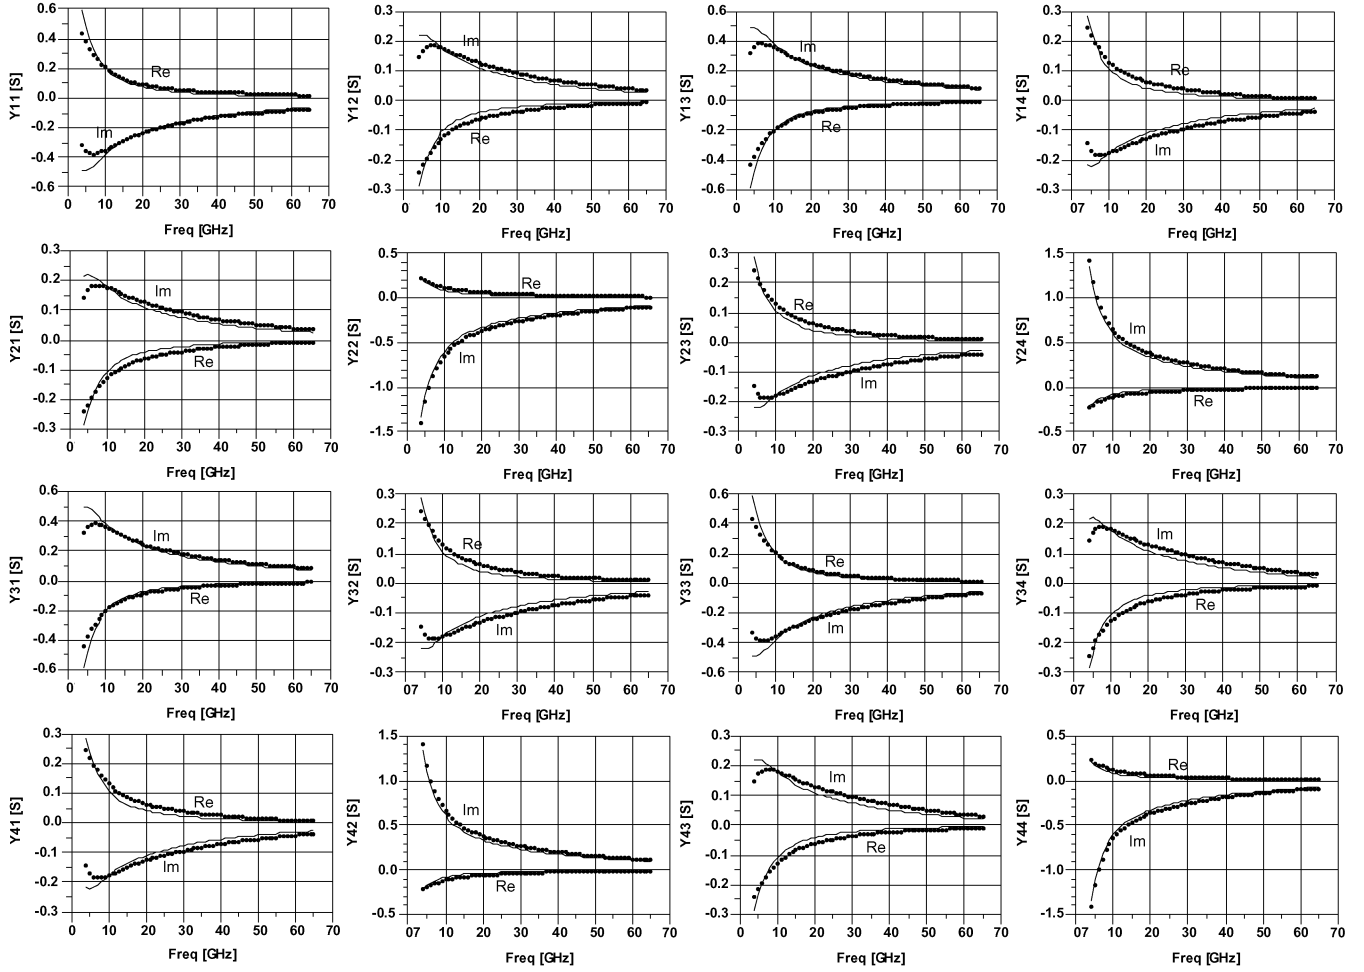 0.6
0.4
0.2
0.0
-0.2
-0.4
-0.6
Y11 [S]
Re
Im
0 10 20 30 40 50 60 70
Freq [GHz]
0.3
0.2
0.1
0.0
-0.1
-0.2
-0.3
Y12 [S]
Im
Re
0 10 20 30 40 50 60 70
Freq [GHz]
0.6
0.4
0.2
0.0
-0.2
-0.4
-0.6
Y13 [S]
Im
Re
0 10 20 30 40 50 60 70
Freq [GHz]
0.3
0.2
0.1
0.0
-0.1
-0.2
-0.3
Y14 [S]
Re
Im
07 10 20 30 40 50 60 70
Freq [GHz]
0.3
0.2
0.1
0.0
-0.1
-0.2
-0.3
Y21 [S]
Im
Re
0 10 20 30 40 50 60 70
Freq [GHz]
0.5
0.0
-0.5
-1.0
-1.5
Y22 [S]
Re
Im
07 10 20 30 40 50 60 70
Freq [GHz]
0.3
0.2
0.1
0.0
-0.1
-0.2
-0.3
Y23 [S]
Re
Im
0 10 20 30 40 50 60 70
Freq [GHz]
1.5
1.0
0.5
0.0
-0.5
Y24 [S]
Im
Re
07 10 20 30 40 50 60 70
Freq [GHz]
0.6
0.4
0.2
0.0
-0.2
-0.4
-0.6
Y31 [S]
Im
Re
0 10 20 30 40 50 60 70
Freq [GHz]
0.3
0.2
0.1
0.0
-0.1
-0.2
-0.3
Y32 [S]
Re
Im
07 10 20 30 40 50 60 70
Freq [GHz]
0.6
0.4
0.2
0.0
-0.2
-0.4
-0.6
Y33 [S]
Re
Im
0 10 20 30 40 50 60 70
Freq [GHz]
0.3
0.2
0.1
0.0
-0.1
-0.2
-0.3
Y34 [S]
Im
Re
07 10 20 30 40 50 60 70
Freq [GHz]
0.3
0.2
0.1
0.0
-0.1
-0.2
-0.3
Y41 [S]
Re
Im
0 10 20 30 40 50 60 70
Freq [GHz]
1.5
1.0
0.5
0.0
-0.5
Y42 [S]
Im
Re
07 10 20 30 40 50 60 70
Freq [GHz]
0.3
0.2
0.1
0.0
-0.1
-0.2
-0.3
Y43 [S]
Im
Re
0 10 20 30 40 50 60 70
Freq [GHz]
0.5
0.0
-0.5
-1.0
-1.5
Y44 [S]
Re
Im
07 10 20 30 40 50 60 70
Freq [GHz]